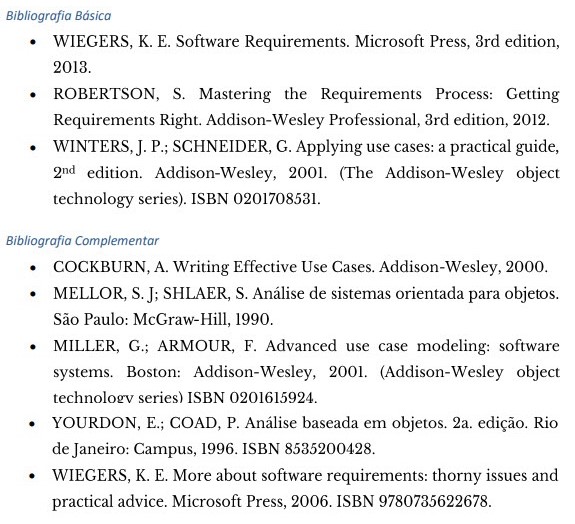 Bibliografia Básica
• WIEGERS, K. E. Software Requirements. Microsoft Press, 3rd edition,
2013.
• ROBERTSON, S. Mastering the Requirements Process: Getting
Requirements Right. Addison-Wesley Professional, 3rd edition, 2012.
• WINTERS, J. P.; SCHNEIDER, G. Applying use cases: a practical guide,
2nd edition. Addison-Wesley, 2001. (The Addison-Wesley object
technology series). ISBN 0201708531.
Bibliografia Complementar
• COCKBURN, A. Writing Effective Use Cases. Addison-Wesley, 2000.
• MELLOR, S. J; SHLAER, S. Análise de sistemas orientada para objetos.
São Paulo: McGraw-Hill, 1990.
• MILLER, G.; ARMOUR, F. Advanced use case modeling: software
systems. Boston: Addison-Wesley, 2001. (Addison-Wesley object
technology series) ISBN 0201615924.
• YOURDON, E.; COAD, P. Análise baseada em objetos. 2a. edição. Rio
de Janeiro: Campus, 1996. ISBN 8535200428.
• WIEGERS, K. E. More about software requirements: thorny issues and
practical advice. Microsoft Press, 2006. ISBN 9780735622678.